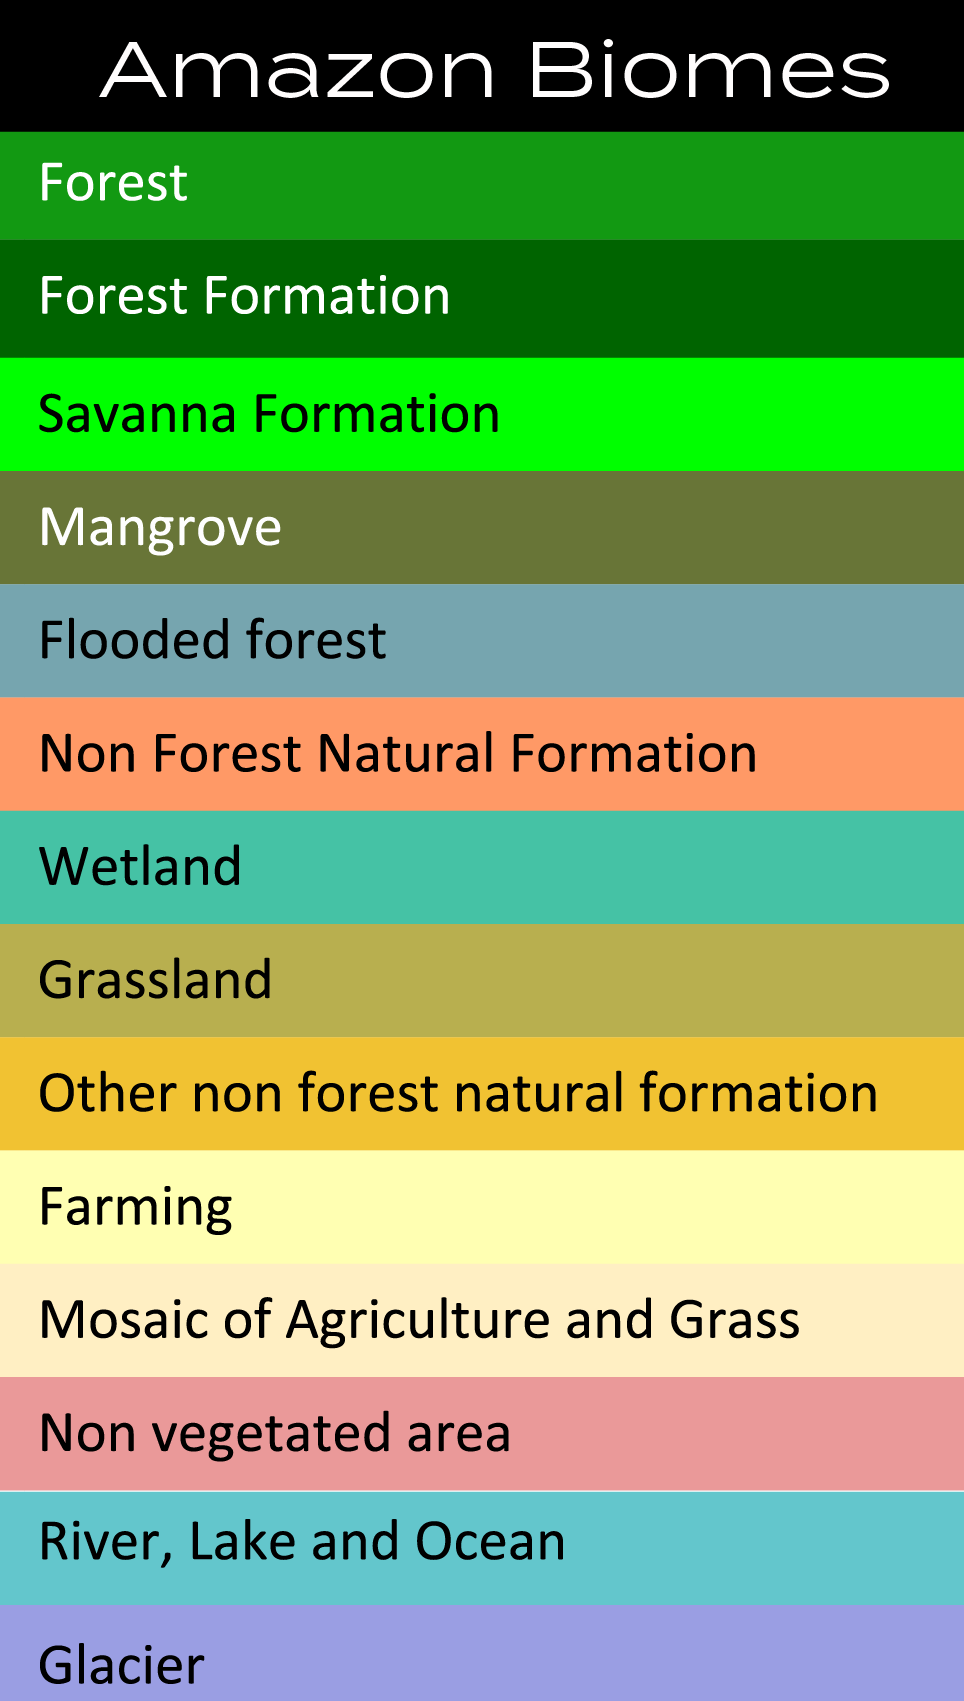 Amazon Biomes
Forest
Forest Formation
Savanna Formation
Mangrove
Flooded forest
Non Forest Natural Formation
Wetland
Grassland
Other non forest natural formation
Farming
Mosaic of Agriculture and Grass
Non vegetated area
River, Lake and Ocean
Glacier